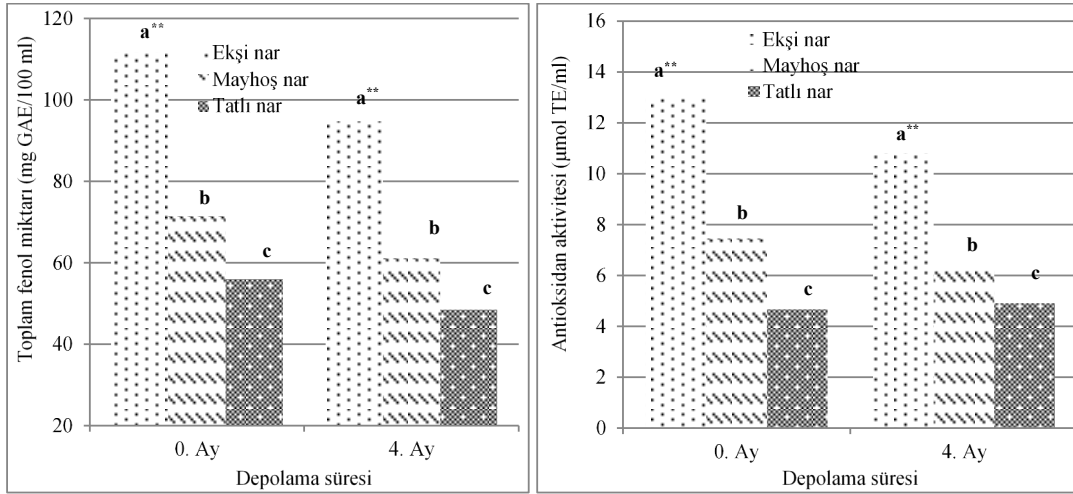 Toplam fenol miktarı (mg GAE/100 ml)
120
100
80
60
40
20
Ekşi nar
Mayhoş nar
Tatlı nar
a**
b
c
a**
b
c
0. Ay
4. Ay
Depolama süresi
Antioksidan aktivitesi (µmol TE/ml)
16
14
12
10
8
6
4
2
0
Ekşi nar
Mayhoş nar
Tatlı nar
a**
b
c
a**
b
c
0. Ay
4. Ay
Depolama süresi